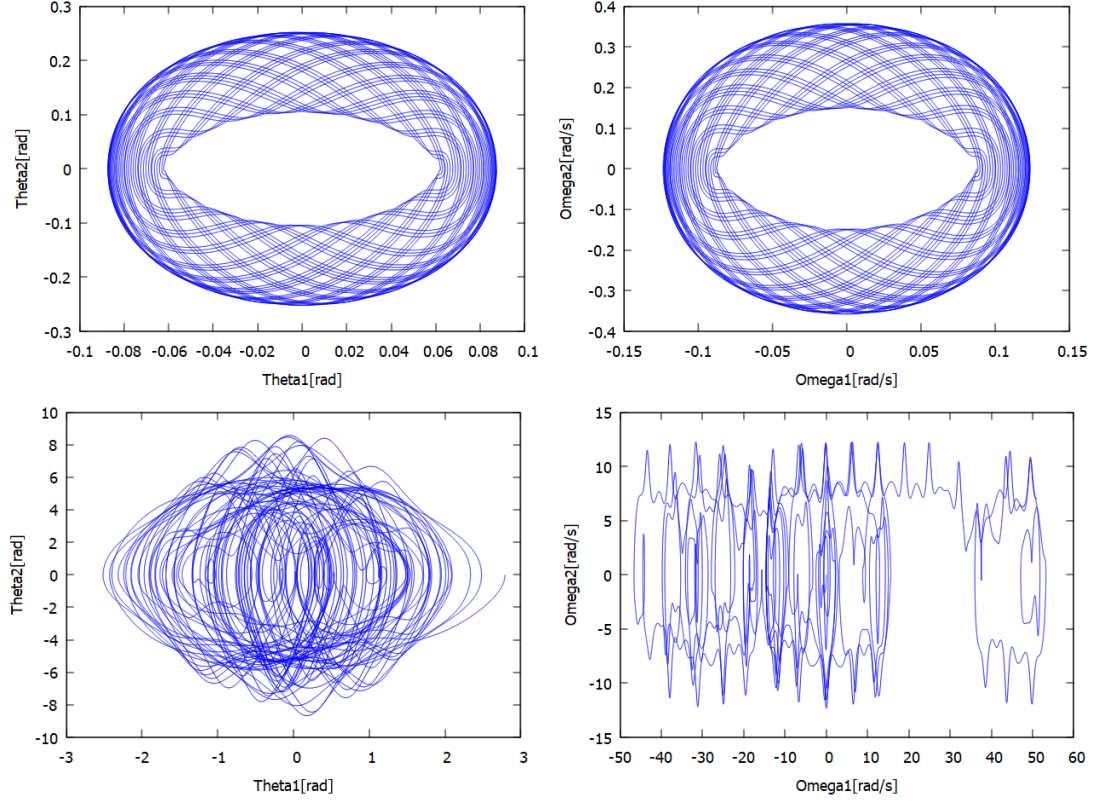 0.3
0.2
0.1
0
-0.1
-0.2
-0.3
Theta2[rad]
-0.1 -0.08 -0.06 -0.04 -0.02 0 0.02 0.04 0.06 0.08 0.1
Theta1[rad]
0.4
0.3
0.2
0.1
0
-0.1
-0.2
-0.3
-0.4
Omega2[rad/s]
-0.15 -0.1 -0.05 0 0.05 0.1 0.15
Omega1[rad/s]
10
8
6
4
2
0
-2
-4
-6
-8
-10
Theta2[rad]
-3 -2 -1 0 1 2 3
Theta1[rad]
15
10
5
0
-5
-10
-15
Omega2[rad/s]
-50 -40 -30 -20 -10 0 10 20 30 40 50 60
Omega1[rad/s]